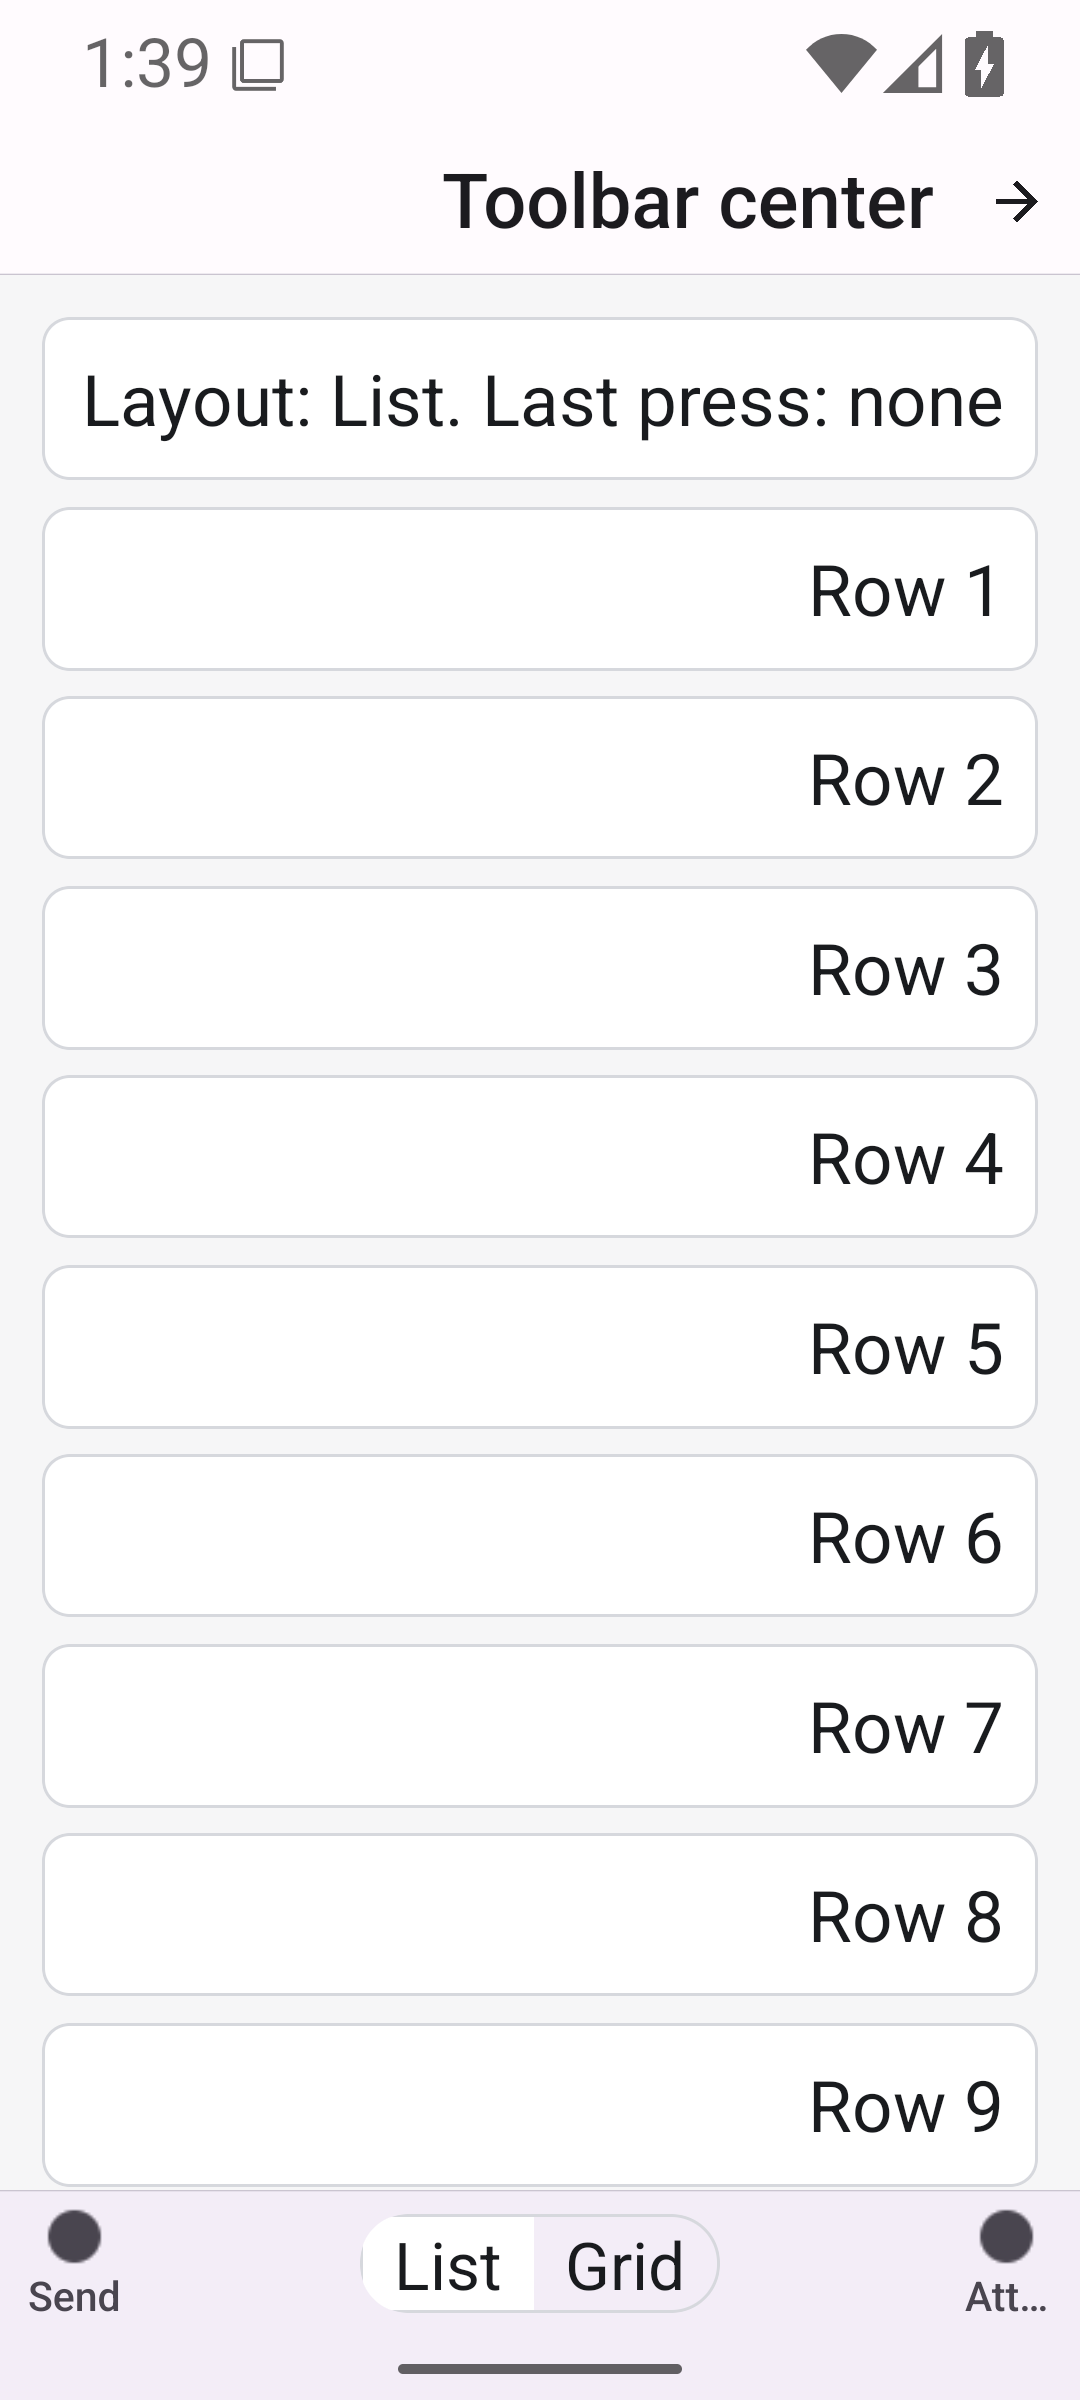 1:39
Toolbar center
Layout: List. Last press: none
Row 1
Row 2
Row 3
Row 4
Row 5
Row 6
Row 7
Row 8
Row 9
Send
List
Grid
Att...